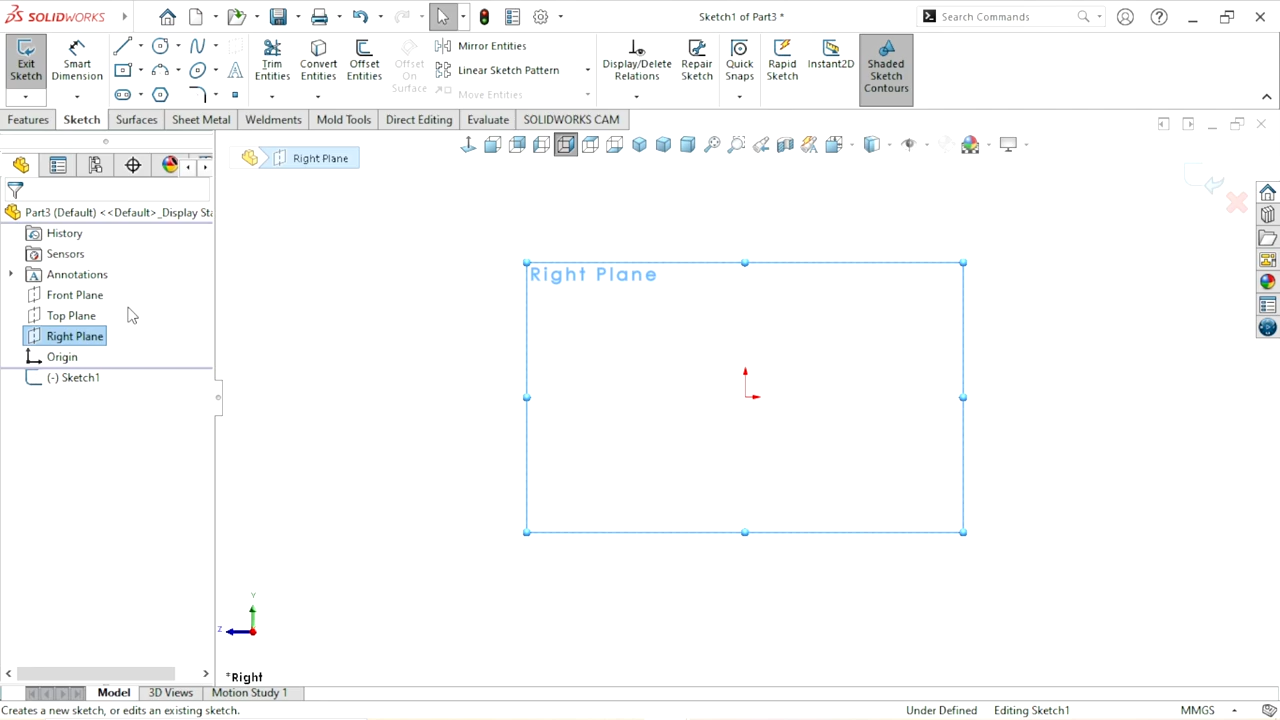 SOLIDWORKS
Sketch1 of Part3 *
Search Commands
Exit Sketch
Smart Dimension
Trim Entities
Convert Entities
Offset Entities
Offset On Surface
Mirror Entities
Linear Sketch Pattern
Move Entities
Display/Delete Relations
Repair Sketch
Quick Snaps
Rapid Sketch
Instant2D
Shaded Sketch Contours
Features
Sketch
Surfaces
Sheet Metal
Weldments
Mold Tools
Direct Editing
Evaluate
SOLIDWORKS CAM
Right Plane
Part3 (Default) <<Default>_Display Sta
History
Sensors
Annotations
Front Plane
Top Plane
Right Plane
Origin
(-) Sketch1
Right Plane
Y
Z
*Right
Model
3D Views
Motion Study 1
Creates a new sketch, or edits an existing sketch.
Under Defined
Editing Sketch1
MMGS